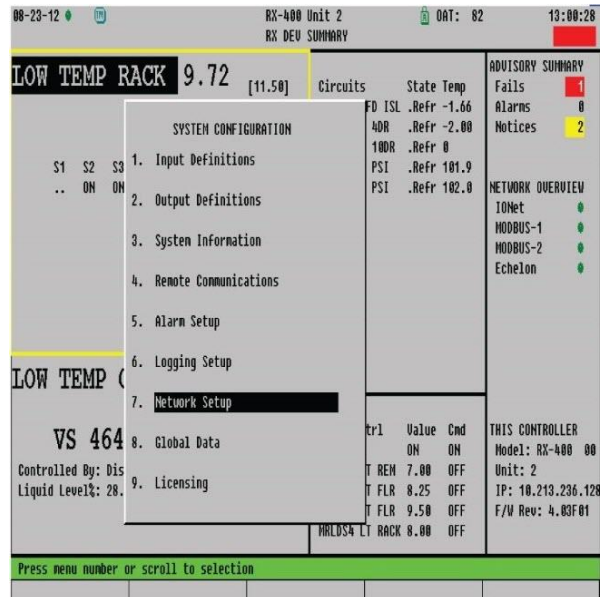 08-23-12 RX-400 Unit 2 OAT: 82 13:00:28
RX DEV SUMMARY
LOW TEMP RACK 9.72 [11.50]
S1 S2 S3
.. ON ON
Circuits State Temp
FD ISL .Refr -1.66
4DR .Refr -2.00
10DR .Refr 0
PSI .Refr 101.9
PSI .Refr 102.0
ADVISORY SUMMARY
Fails 1
Alarms 0
Notices 2
NETWORK OVERVIEW
IONet
MODBUS-1
MODBUS-2
Echelon
SYSTEM CONFIGURATION
1. Input Definitions
2. Output Definitions
3. System Information
4. Remote Communications
5. Alarm Setup
6. Logging Setup
7. Network Setup
8. Global Data
9. Licensing
LOW TEMP
VS 464
Controlled By: Dis
Liquid Level%: 28.
trl Value Cmd
ON ON
T REM 7.00 OFF
T FLR 8.25 OFF
T FLR 9.50 OFF
MRLDS4 LT RACK 8.00 OFF
THIS CONTROLLER
Model: RX-400 00
Unit: 2
IP: 10.213.236.128
F/W Rev: 4.03F01
Press menu number or scroll to selection